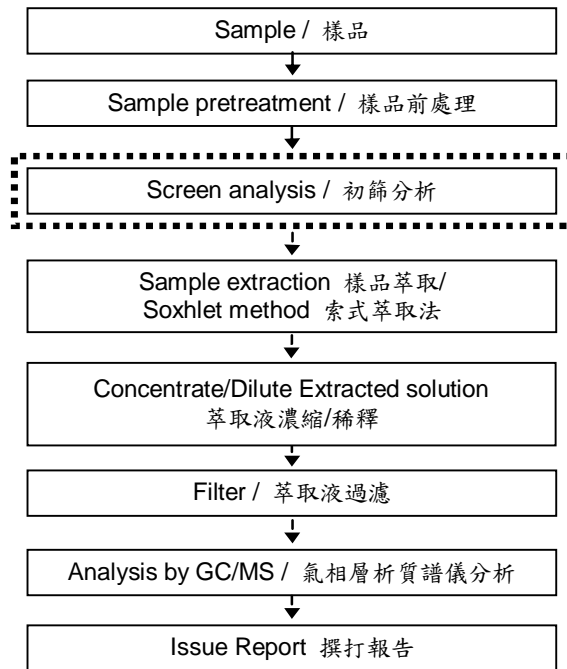 Sample / 樣品
Sample pretreatment / 樣品前處理
Screen analysis / 初篩分析
Sample extraction 樣品萃取/
Soxhlet method 索式萃取法
Concentrate/Dilute Extracted solution
萃取液濃縮/稀釋
Filter / 萃取液過濾
Analysis by GC/MS / 氣相層析質譜儀分析
Issue Report 撰打報告